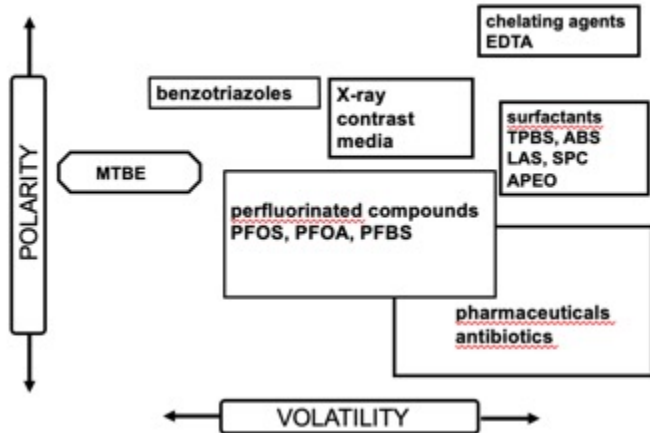 chelating agents
EDTA
benzotriazoles
X-ray
contrast
media
surfactants
TPBS, ABS
LAS, SPC
APEO
MTBE
POLARITY
perfluorinated compounds
PFOS, PFOA, PFBS
pharmaceuticals
antibiotics
VOLATILITY